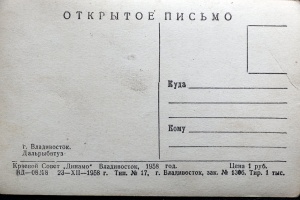 ОТКРЫТОЕ ПИСЬМО
Куда
Кому
г. Владивосток.
Дальрыбвтуз
Краевой Совет „Динамо" Владивосток, 1958 год. Цена 1 руб.
ВД—08318 23—XII—1958 г. Тип. № 17, г. Владивосток, зак. № 1306. Тир. 1 тыс.